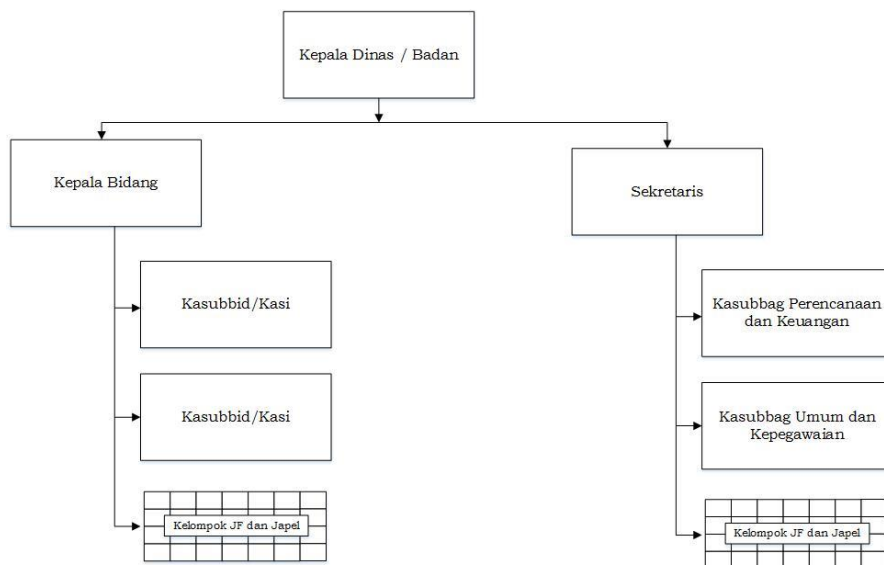 Kepala Dinas / Badan
Kepala Bidang
Sekretaris
Kasubbid/Kasi
Kasubbag Perencanaan
dan Keuangan
Kasubbid/Kasi
Kasubbag Umum dan
Kepegawaian
Kelompok JF dan Japel
Kelompok JF dan Japel